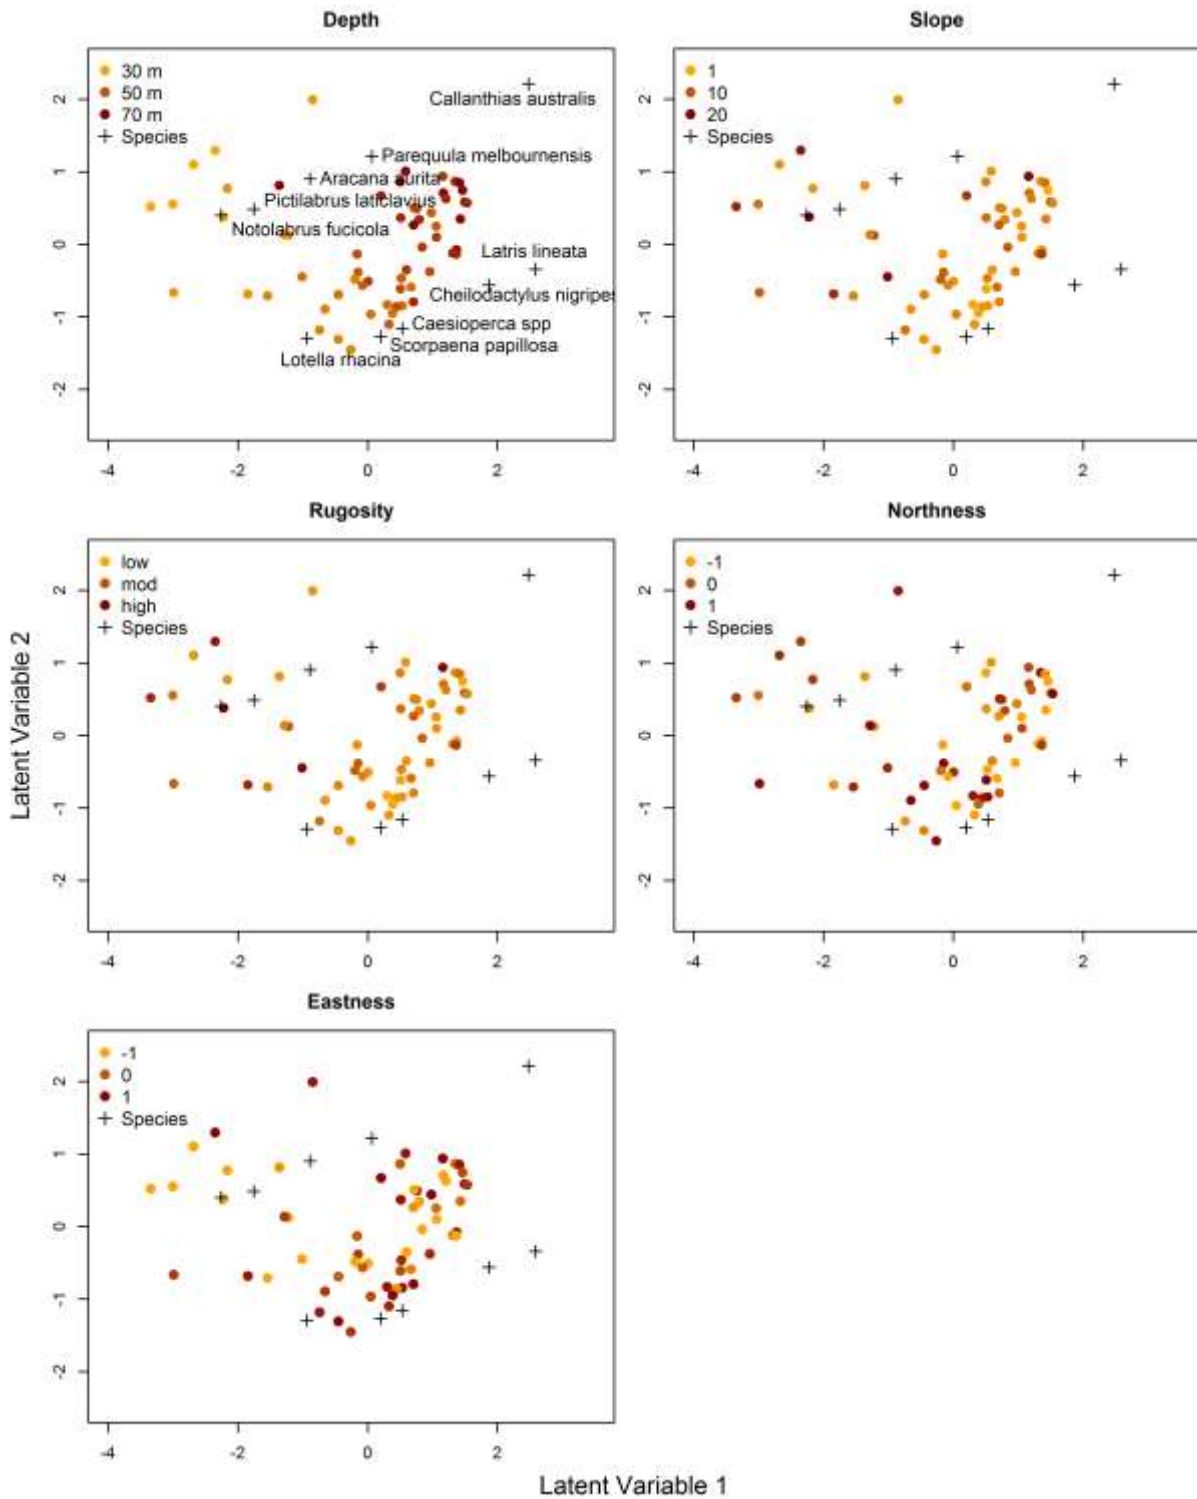 Depth
30 m
50 m
70 m
Species
Callanthias australis
Parequula melbournensis
Aracana aurita
Pictilabrus laticlavius
Notolabrus fucicola
Latris lineata
Cheilodactylus nigripes
Caesioperca spp
Scorpaena papillosa
Lotella rhacina
2
1
0
-1
-2
-4
-2
0
2
Slope
1
10
20
Species
2
1
0
-1
-2
-4
-2
0
2
Rugosity
low
mod
high
Species
2
1
0
-1
-2
-4
-2
0
2
Northness
-1
0
1
Species
2
1
0
-1
-2
-4
-2
0
2
Latent Variable 2
Eastness
-1
0
1
Species
2
1
0
-1
-2
-4
-2
0
2
Latent Variable 1